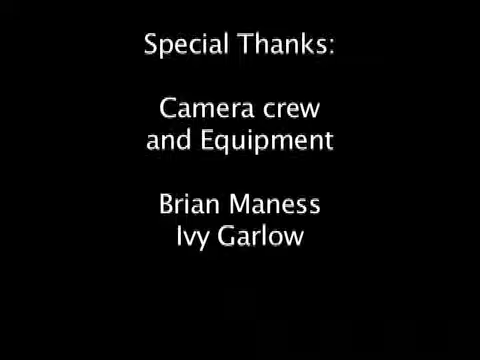 Special Thanks:
Camera crew
and Equipment
Brian Maness
Ivy Garlow